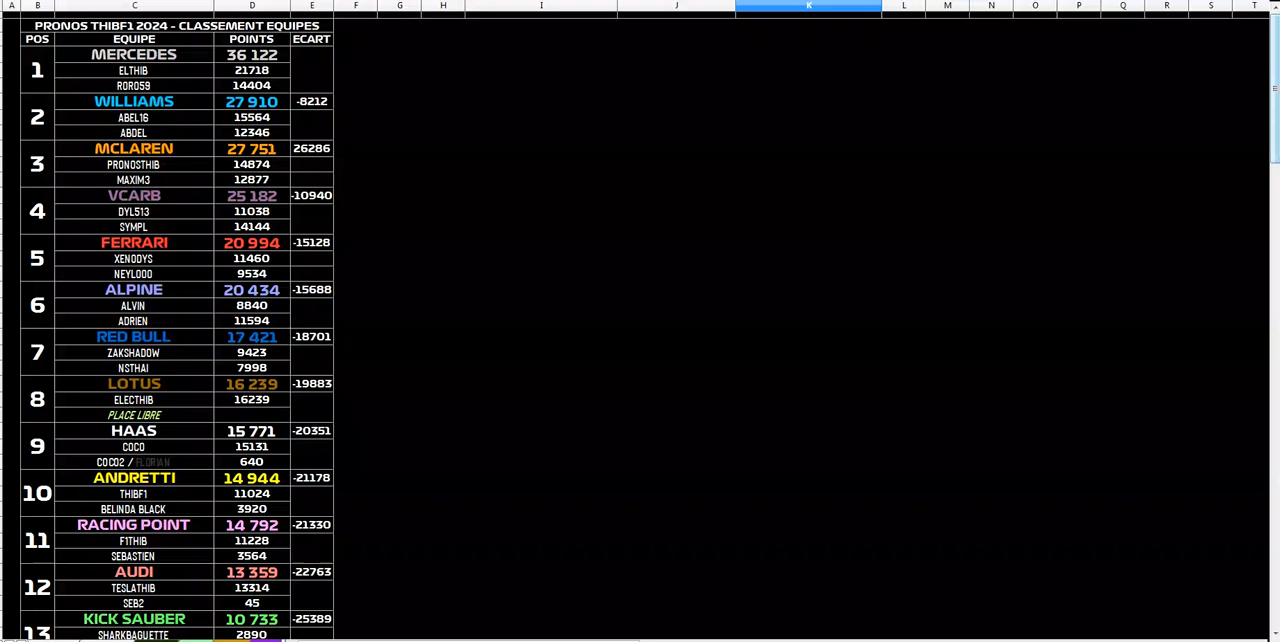 A B C D E F G H I J K L M N O P Q R S T
PRONOS THIBF1 2024 - CLASSEMENT EQUIPES
POS EQUIPE POINTS ECART
1 MERCEDES 36 122
ELTHIB 21718
RORO59 14404
2 WILLIAMS 27 910 -8212
ABEL16 15564
ABDEL 12346
3 MCLAREN 27 751 26286
PRONOSTHIB 14874
MAXIM3 12877
4 VCARB 25 182 -10940
DYL513 11038
SYMPL 14144
5 FERRARI 20 994 -15128
XENODYS 11460
NEYLOOO 9534
6 ALPINE 20 434 -15688
ALVIN 8840
ADRIEN 11594
7 RED BULL 17 421 -18701
ZAKSHADOW 9423
NSTHAI 7998
8 LOTUS 16 239 -19883
ELECTHIB 16239
PLACE LIBRE
9 HAAS 15 771 -20351
COCO 15131
COCO2 / FLORIAN 640
10 ANDRETTI 14 944 -21178
THIBF1 11024
BELINDA BLACK 3920
11 RACING POINT 14 792 -21330
F1THIB 11228
SEBASTIEN 3564
12 AUDI 13 359 -22763
TESLATHIB 13314
SEB2 45
13 KICK SAUBER 10 733 -25389
SHARKBAGUETTE 2890